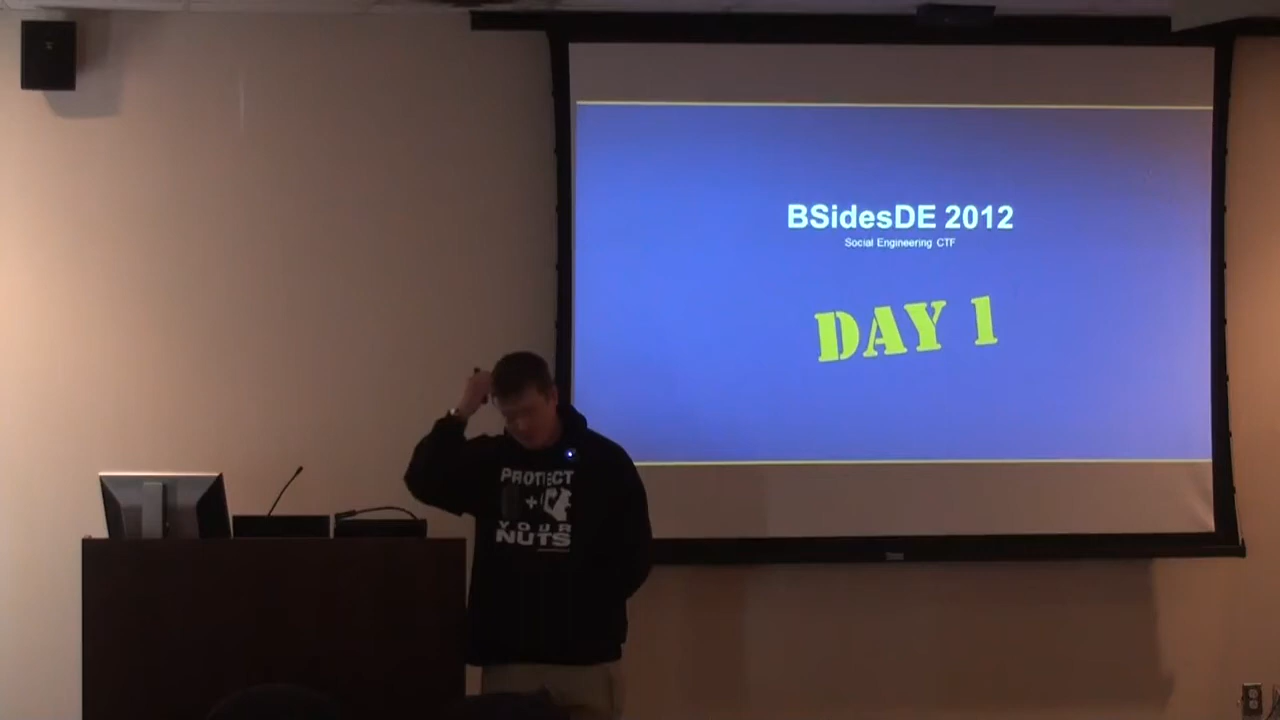 BSidesDE 2012
Social Engineering CTF
DAY 1
PROTECT
+
YOUR
NUTS